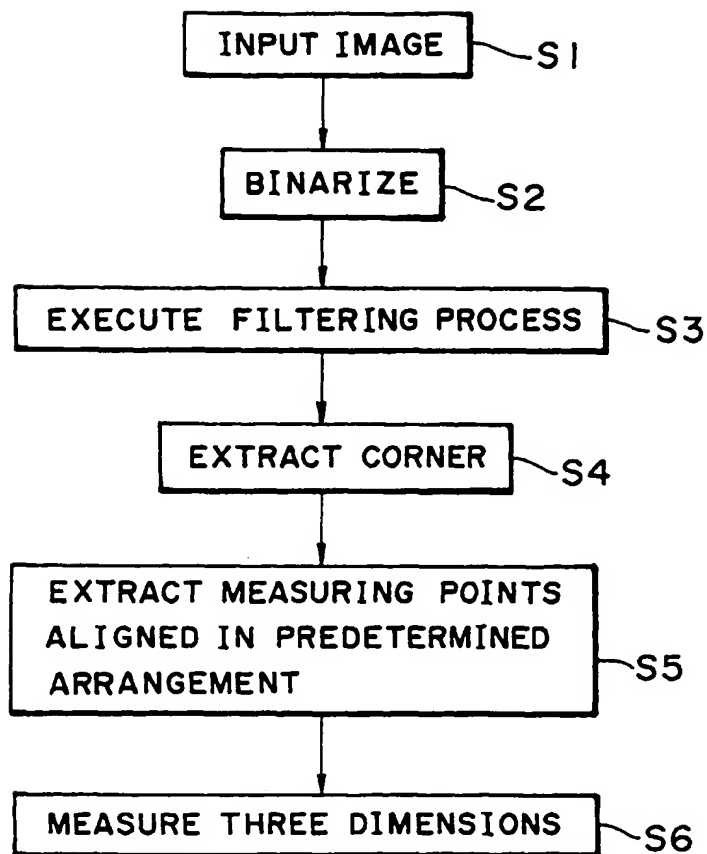 INPUT IMAGE S1
BINARIZE S2
EXECUTE FILTERING PROCESS S3
EXTRACT CORNER S4
EXTRACT MEASURING POINTS
ALIGNED IN PREDETERMINED
ARRANGEMENT S5
MEASURE THREE DIMENSIONS S6